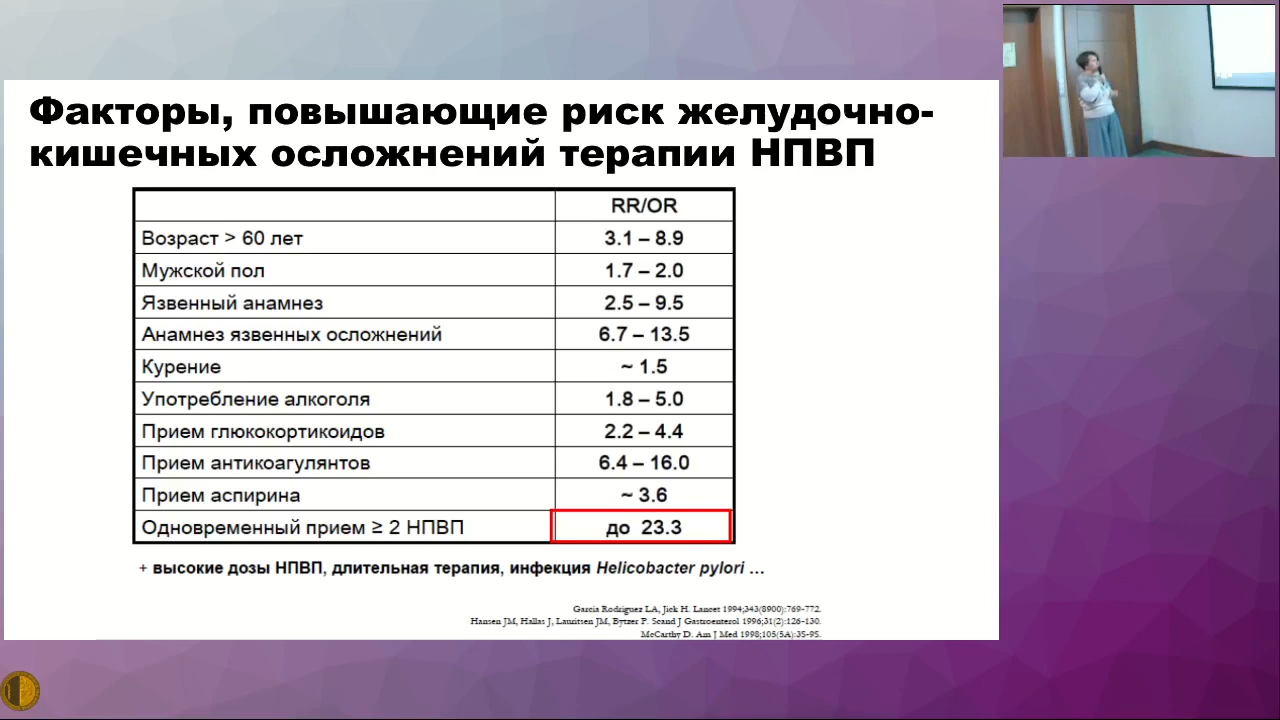 Факторы, повышающие риск желудочно-
кишечных осложнений терапии НПВП
RR/OR
Возраст > 60 лет 3.1 – 8.9
Мужской пол 1.7 – 2.0
Язвенный анамнез 2.5 – 9.5
Анамнез язвенных осложнений 6.7 – 13.5
Курение ~ 1.5
Употребление алкоголя 1.8 – 5.0
Прием глюкокортикоидов 2.2 – 4.4
Прием антикоагулянтов 6.4 – 16.0
Прием аспирина ~ 3.6
Одновременный прием ≥ 2 НПВП до 23.3
+ высокие дозы НПВП, длительная терапия, инфекция Helicobacter pylori …
Garcia Rodriguez LA, Jick H. Lancet 1994;343(8900):769-772.
Hansen JM, Hallas J, Lauritsen JM, Bytzer P. Scand J Gastroenterol 1996;31(2):126-130.
McCarthy D. Am J Med 1998;105(5A):35-95.